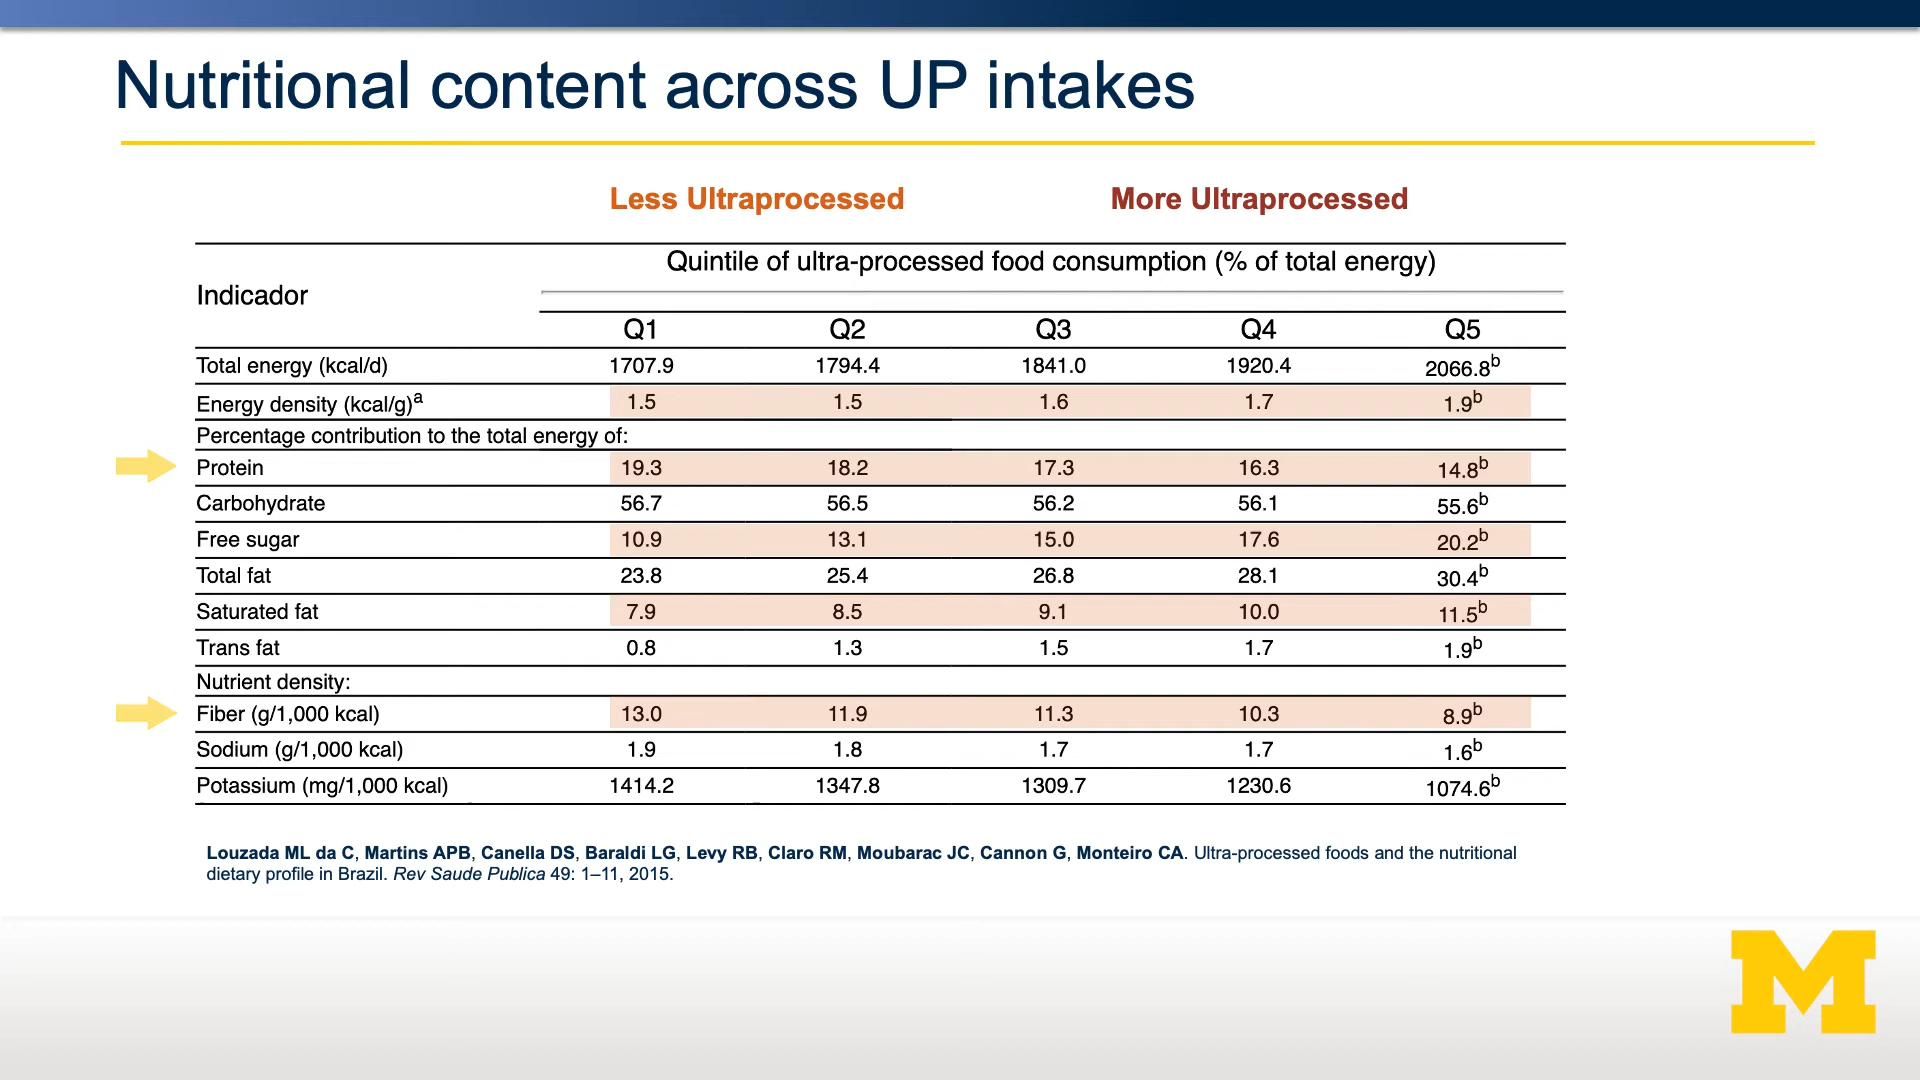 Nutritional content across UP intakes
Less Ultraprocessed More Ultraprocessed
Quintile of ultra-processed food consumption (% of total energy)
Indicador
Q1 Q2 Q3 Q4 Q5
Total energy (kcal/d) 1707.9 1794.4 1841.0 1920.4 2066.8b
Energy density (kcal/g)a 1.5 1.5 1.6 1.7 1.9b
Percentage contribution to the total energy of:
Protein 19.3 18.2 17.3 16.3 14.8b
Carbohydrate 56.7 56.5 56.2 56.1 55.6b
Free sugar 10.9 13.1 15.0 17.6 20.2b
Total fat 23.8 25.4 26.8 28.1 30.4b
Saturated fat 7.9 8.5 9.1 10.0 11.5b
Trans fat 0.8 1.3 1.5 1.7 1.9b
Nutrient density:
Fiber (g/1,000 kcal) 13.0 11.9 11.3 10.3 8.9b
Sodium (g/1,000 kcal) 1.9 1.8 1.7 1.7 1.6b
Potassium (mg/1,000 kcal) 1414.2 1347.8 1309.7 1230.6 1074.6b
Louzada ML da C, Martins APB, Canella DS, Baraldi LG, Levy RB, Claro RM, Moubarac JC, Cannon G, Monteiro CA. Ultra-processed foods and the nutritional
dietary profile in Brazil. Rev Saude Publica 49: 1–11, 2015.
M